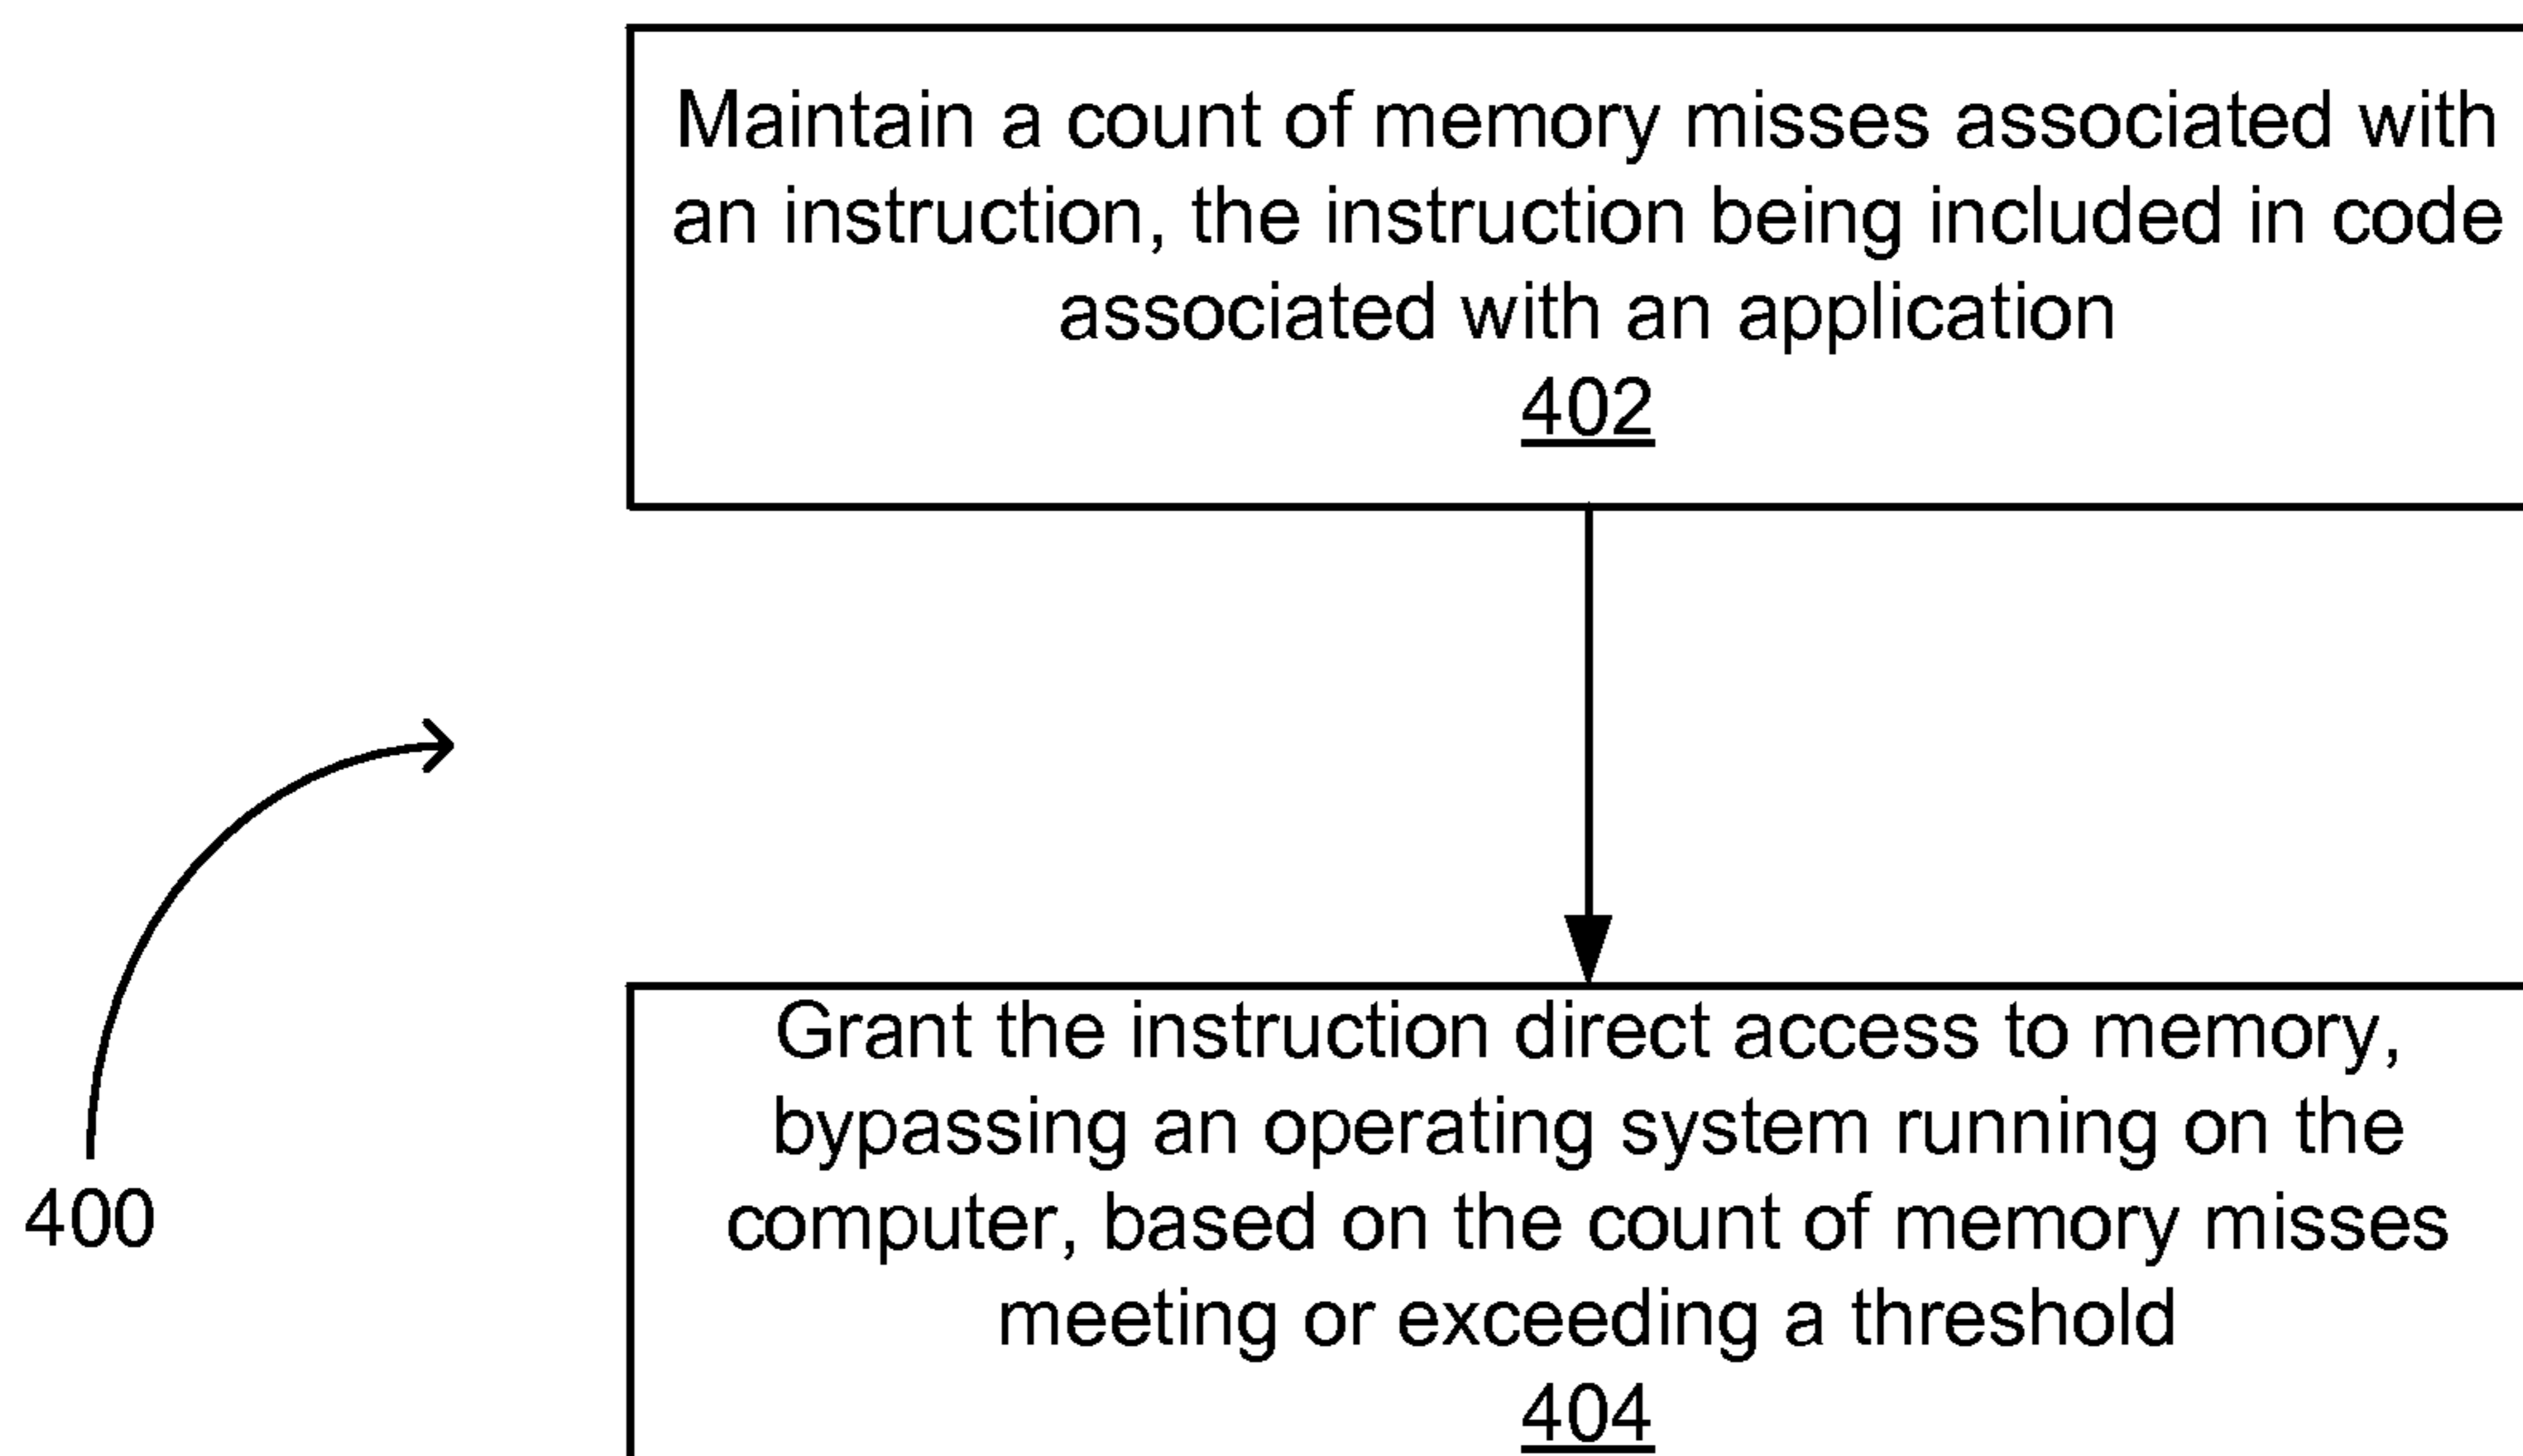 Maintain a count of memory misses associated with
an instruction, the instruction being included in code
associated with an application
402
400
Grant the instruction direct access to memory,
bypassing an operating system running on the
computer, based on the count of memory misses
meeting or exceeding a threshold
404